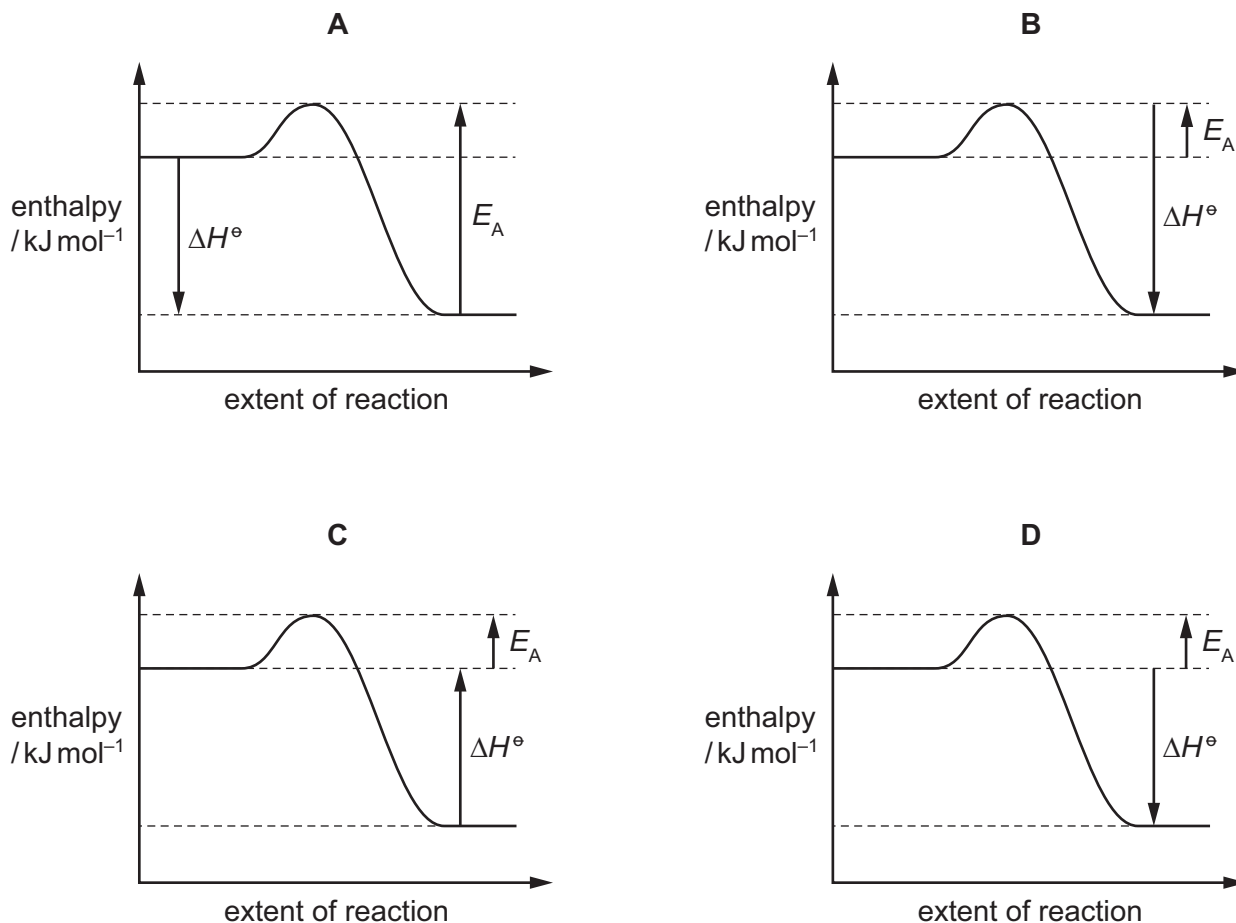 A
enthalpy
/ kJ mol⁻¹
ΔH⦵
E_A
extent of reaction
B
enthalpy
/ kJ mol⁻¹
E_A
ΔH⦵
extent of reaction
C
enthalpy
/ kJ mol⁻¹
E_A
ΔH⦵
extent of reaction
D
enthalpy
/ kJ mol⁻¹
E_A
ΔH⦵
extent of reaction